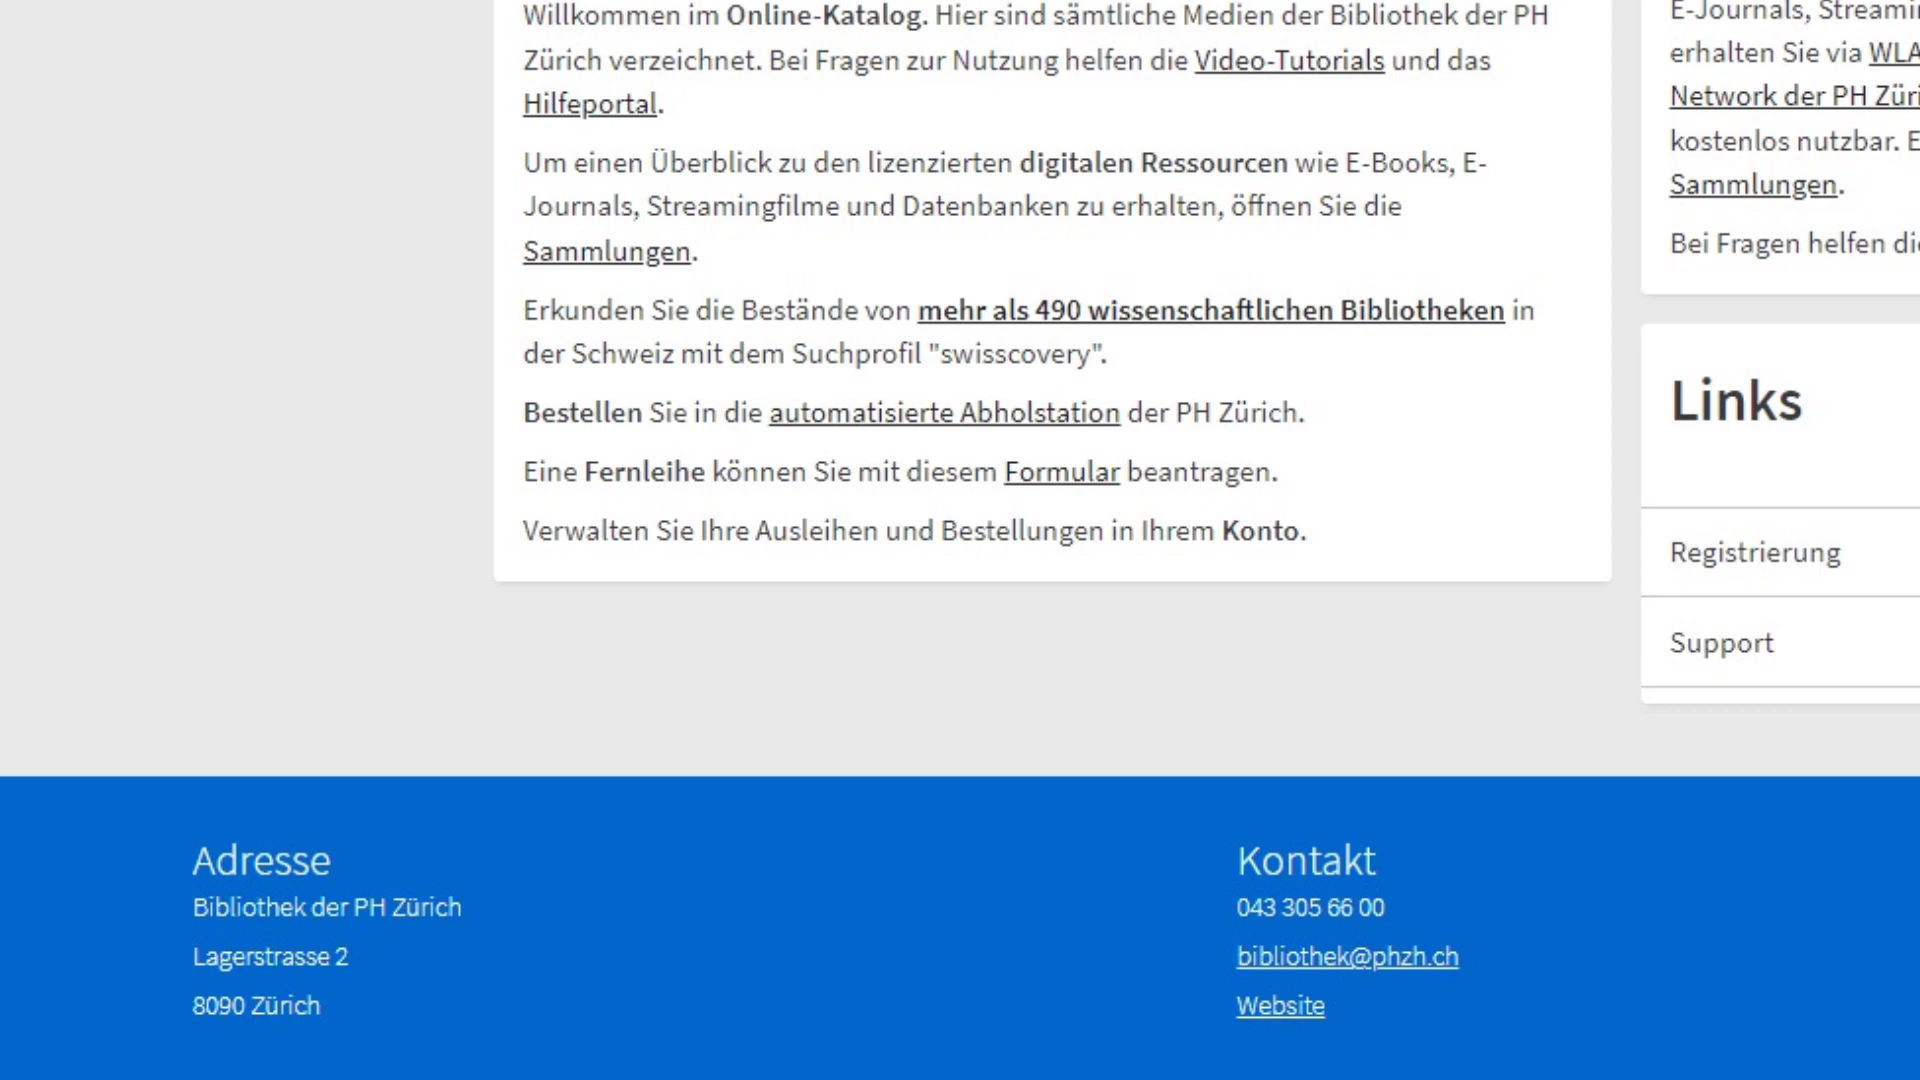 Willkommen im Online-Katalog. Hier sind sämtliche Medien der Bibliothek der PH
Zürich verzeichnet. Bei Fragen zur Nutzung helfen die Video-Tutorials und das
Hilfeportal.
Um einen Überblick zu den lizenzierten digitalen Ressourcen wie E-Books, E-
Journals, Streamingfilme und Datenbanken zu erhalten, öffnen Sie die
Sammlungen.
Erkunden Sie die Bestände von mehr als 490 wissenschaftlichen Bibliotheken in
der Schweiz mit dem Suchprofil "swisscovery".
Bestellen Sie in die automatisierte Abholstation der PH Zürich.
Eine Fernleihe können Sie mit diesem Formular beantragen.
Verwalten Sie Ihre Ausleihen und Bestellungen in Ihrem Konto.
E-Journals,
erhalten Sie via
Network der PH
kostenlos nutzbar.
Sammlungen.
Bei Fragen helfen
Links
Registrierung
Support
Adresse
Bibliothek der PH Zürich
Lagerstrasse 2
8090 Zürich
Kontakt
043 305 66 00
bibliothek@phzh.ch
Website